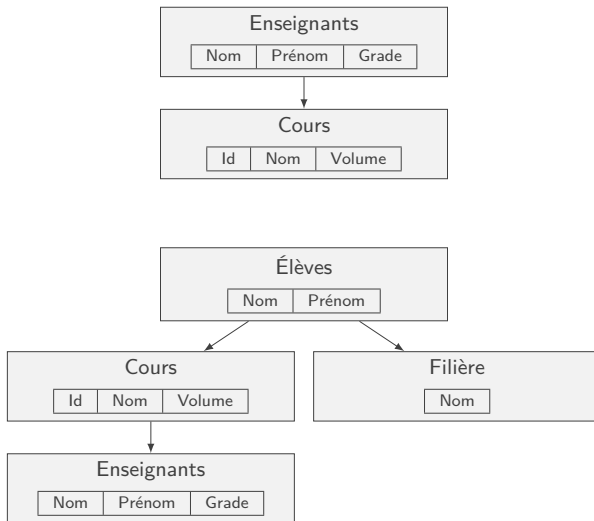 Enseignants
Nom Prénom Grade
Cours
Id Nom Volume
Élèves
Nom Prénom
Cours
Id Nom Volume
Filière
Nom
Enseignants
Nom Prénom Grade